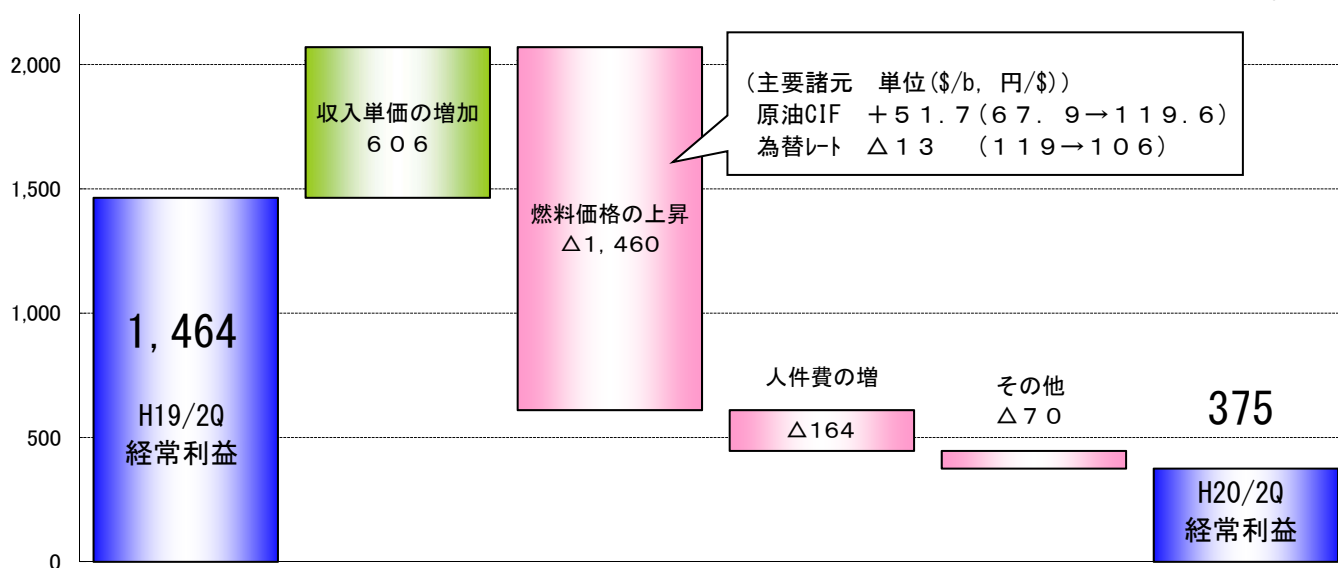 2,000
1,500
1,000
500
0
1,464
H19/2Q
経常利益
収入単価の増加
６０６
燃料価格の上昇
△1,460
(主要諸元 単位($/b, 円/$))
原油CIF ＋５１.７(６７.９→１１９.６)
為替ﾚｰﾄ △１３ (１１９→１０６)
人件費の増
△164
その他
△７０
375
H20/2Q
経常利益